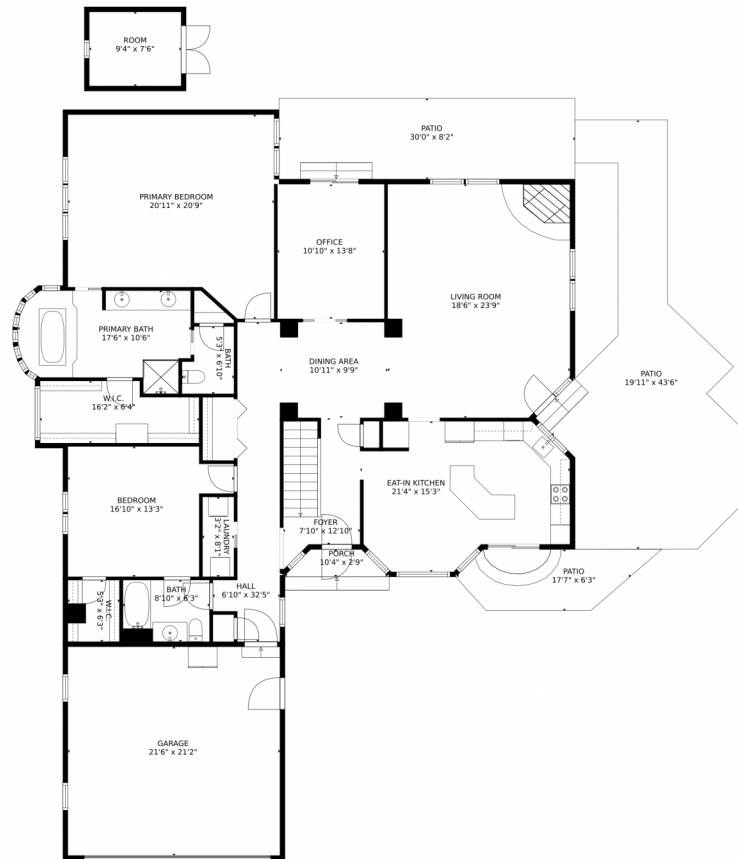 ROOM
9'4" x 7'6"
PATIO
30'0" x 8'2"
PRIMARY BEDROOM
20'11" x 20'9"
OFFICE
10'10" x 13'8"
LIVING ROOM
18'6" x 23'9"
PRIMARY BATH
17'6" x 10'6"
BATH
5'3" x 6'10"
DINING AREA
10'11" x 9'9"
PATIO
19'11" x 43'6"
W.I.C.
16'2" x 6'4"
EAT-IN KITCHEN
21'4" x 15'3"
BEDROOM
16'10" x 13'3"
LAUNDRY
3'2" x 8'1"
FOYER
7'10" x 12'10"
PORCH
10'4" x 2'9"
PATIO
17'7" x 6'3"
HALL
6'10" x 32'5"
BATH
8'10" x 6'3"
W.I.C.
5'3" x 6'3"
GARAGE
21'6" x 21'2"